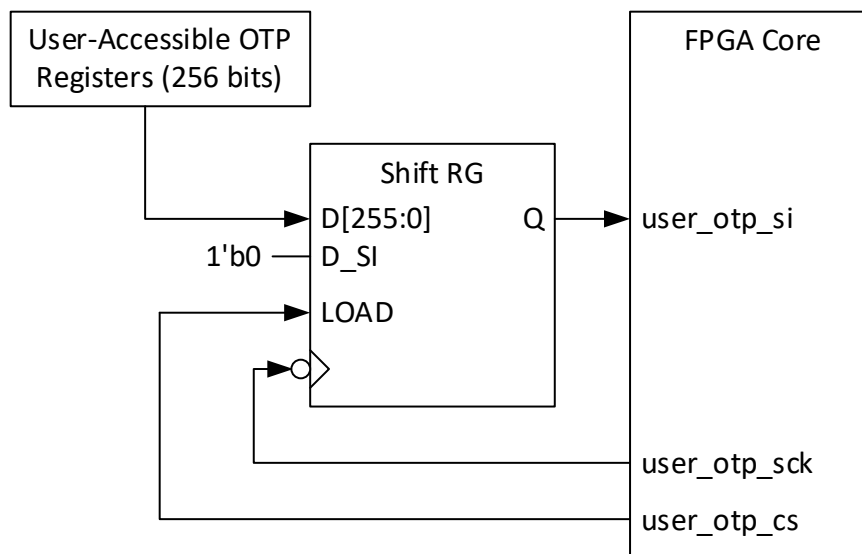 User-Accessible OTP
Registers (256 bits)
FPGA Core
Shift RG
D[255:0]
Q
user_otp_si
1'b0
D_SI
LOAD
user_otp_sck
user_otp_cs